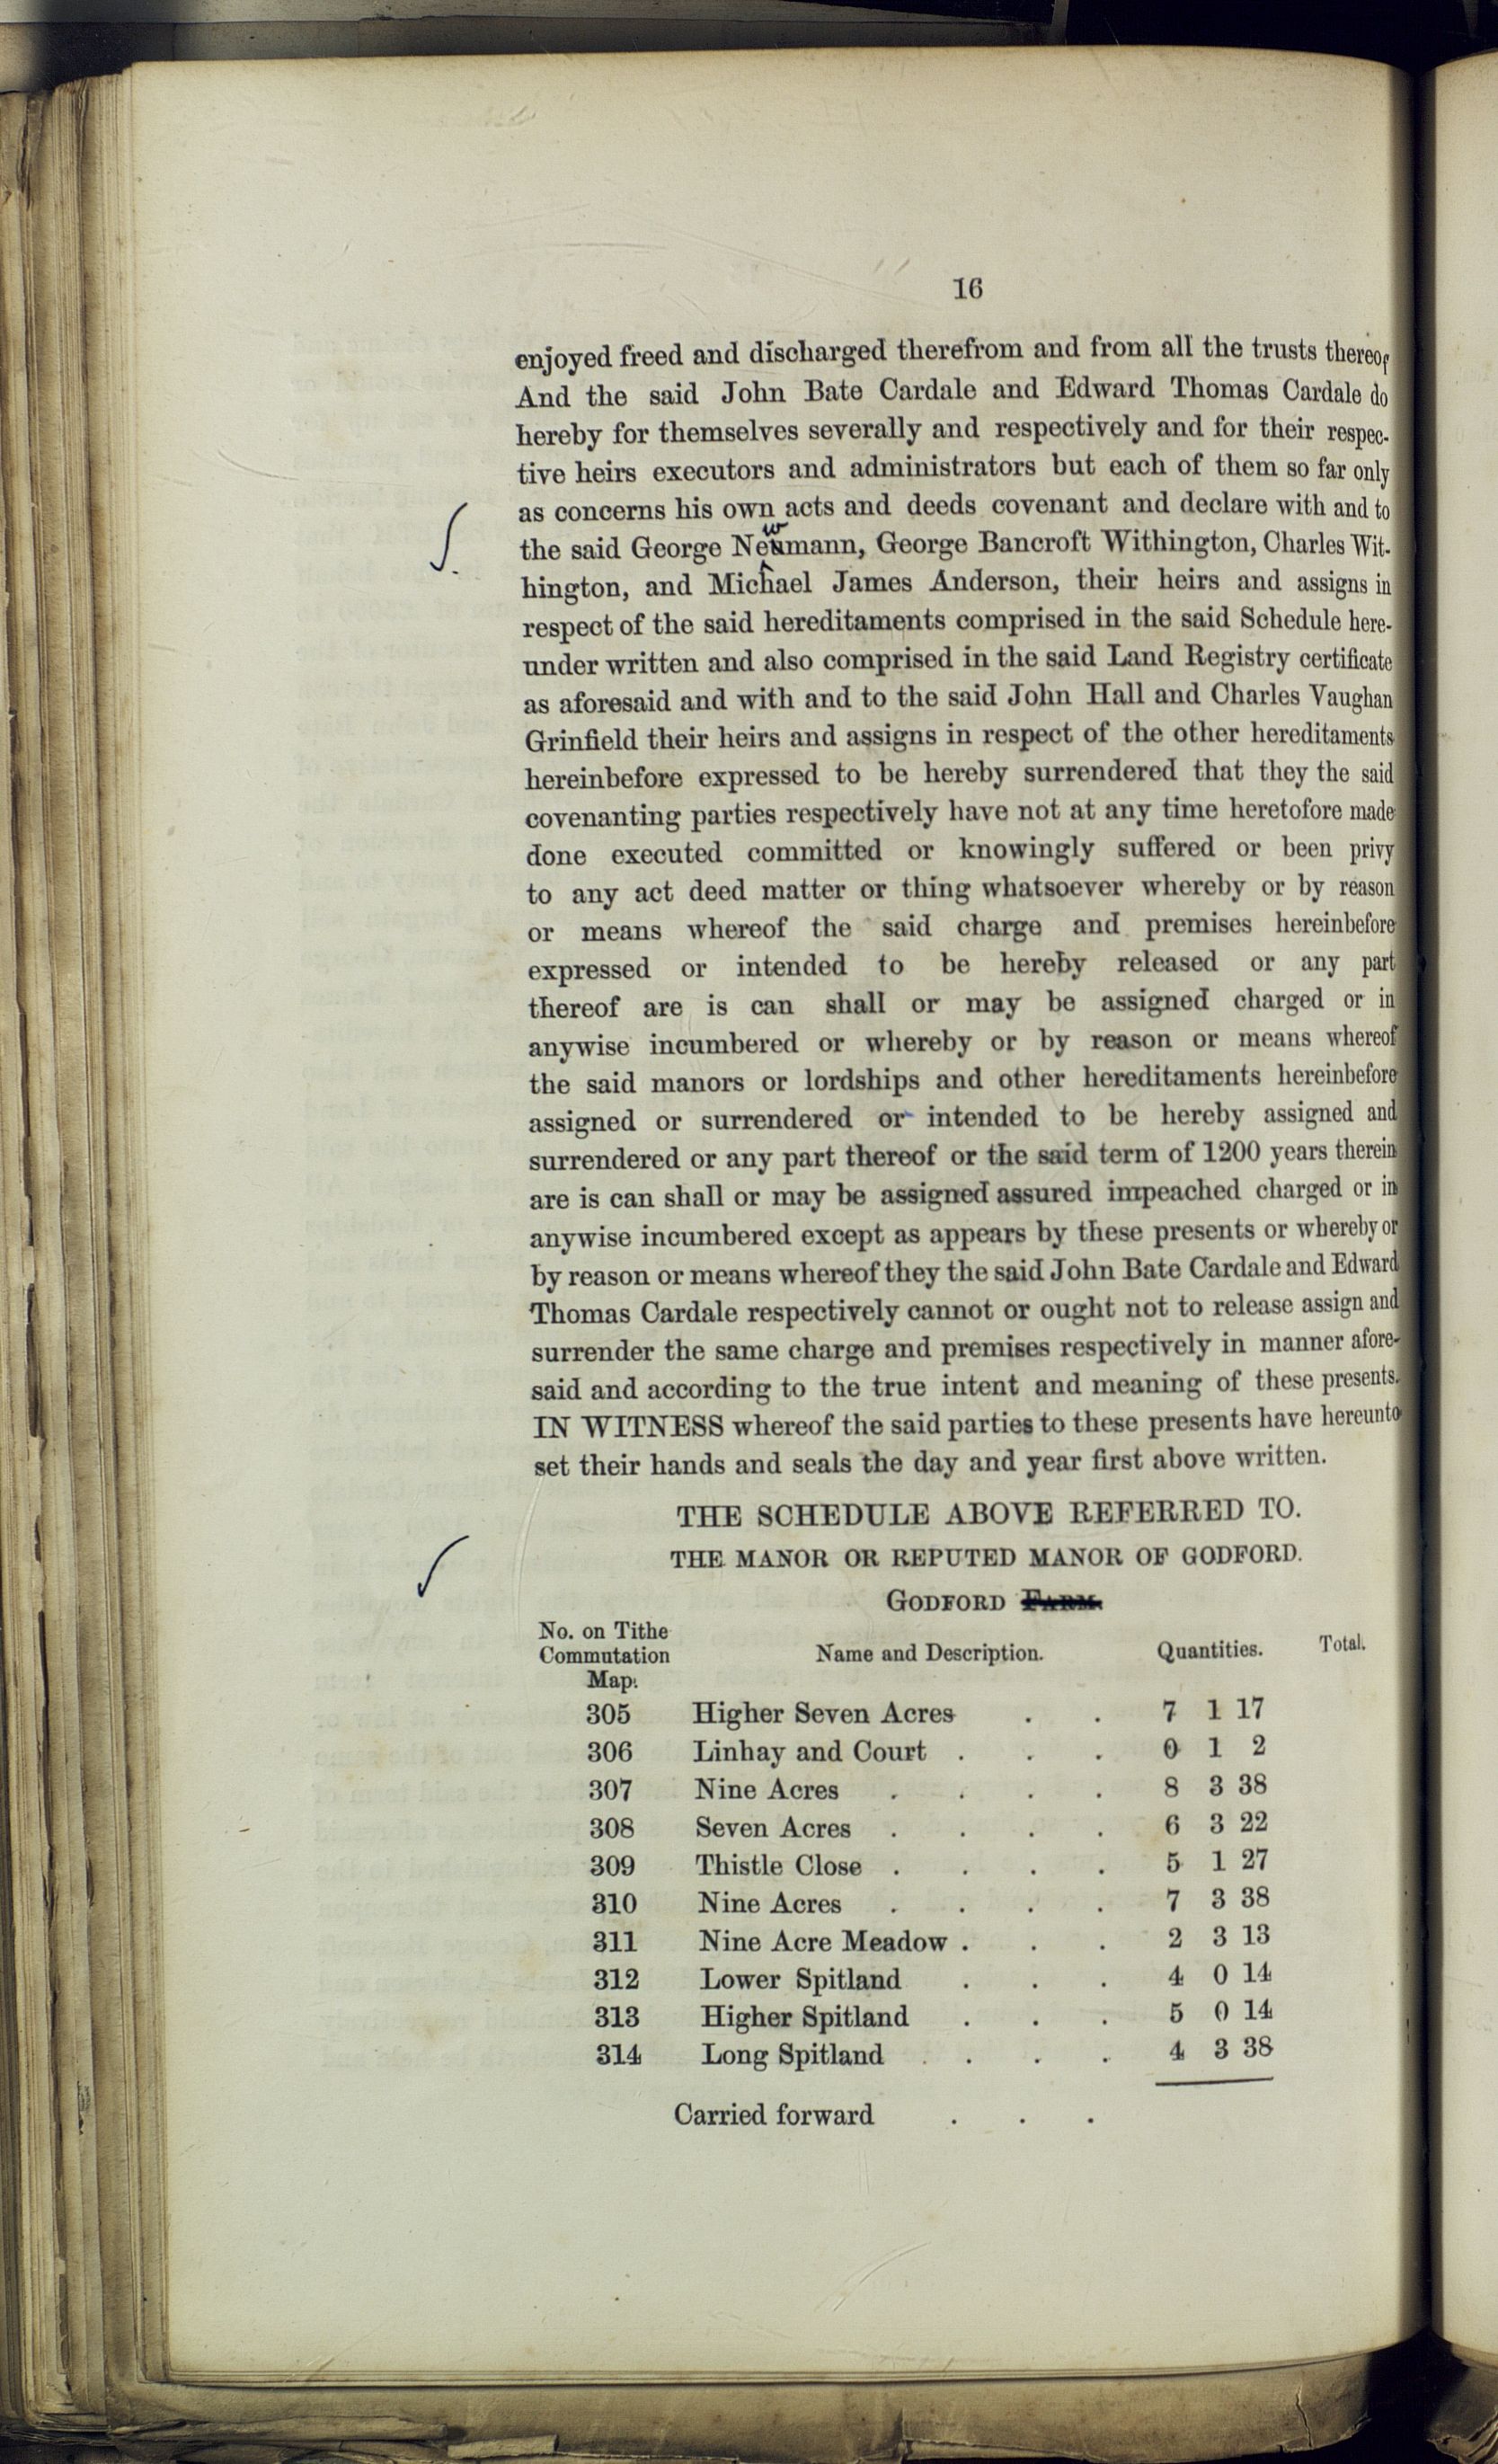 16
enjoyed freed and discharged therefrom and from all the trusts thereof
And the said John Bate Cardale and Edward Thomas Cardale do
hereby for themselves severally and respectively and for their respec-
tive heirs executors and administrators but each of them so far only
as concerns his own acts and deeds covenant and declare with and to
the said George Newmann, George Bancroft Withington, Charles Wit-
hington, and Michael James Anderson, their heirs and assigns in
respect of the said hereditaments comprised in the said Schedule here-
under written and also comprised in the said Land Registry certificate
as aforesaid and with and to the said John Hall and Charles Vaughan
Grinfield their heirs and assigns in respect of the other hereditaments
hereinbefore expressed to be hereby surrendered that they the said
covenanting parties respectively have not at any time heretofore made
done executed committed or knowingly suffered or been privy
to any act deed matter or thing whatsoever whereby or by reason
or means whereof the said charge and premises hereinbefore
expressed or intended to be hereby released or any part
thereof are is can shall or may be assigned charged or in
anywise incumbered or whereby or by reason or means whereof
the said manors or lordships and other hereditaments hereinbefore
assigned or surrendered or intended to be hereby assigned and
surrendered or any part thereof or the said term of 1200 years therein
are is can shall or may be assigned assured impeached charged or in
anywise incumbered except as appears by these presents or whereby or
by reason or means whereof they the said John Bate Cardale and Edward
Thomas Cardale respectively cannot or ought not to release assign and
surrender the same charge and premises respectively in manner afore-
said and according to the true intent and meaning of these presents.
IN WITNESS whereof the said parties to these presents have hereunto
set their hands and seals the day and year first above written.
THE SCHEDULE ABOVE REFERRED TO.
THE MANOR OR REPUTED MANOR OF GODFORD.
GODFORD FARM.
No. on Tithe
Commutation Name and Description. Quantities. Total.
Map.
305 Higher Seven Acres . . 7 1 17
306 Linhay and Court . . . 0 1 2
307 Nine Acres . . . . 8 3 38
308 Seven Acres . . . . 6 3 22
309 Thistle Close . . . . 5 1 27
310 Nine Acres . . . . 7 3 38
311 Nine Acre Meadow . . . 2 3 13
312 Lower Spitland . . . 4 0 14
313 Higher Spitland . . . 5 0 14
314 Long Spitland . . . 4 3 38
Carried forward . . .